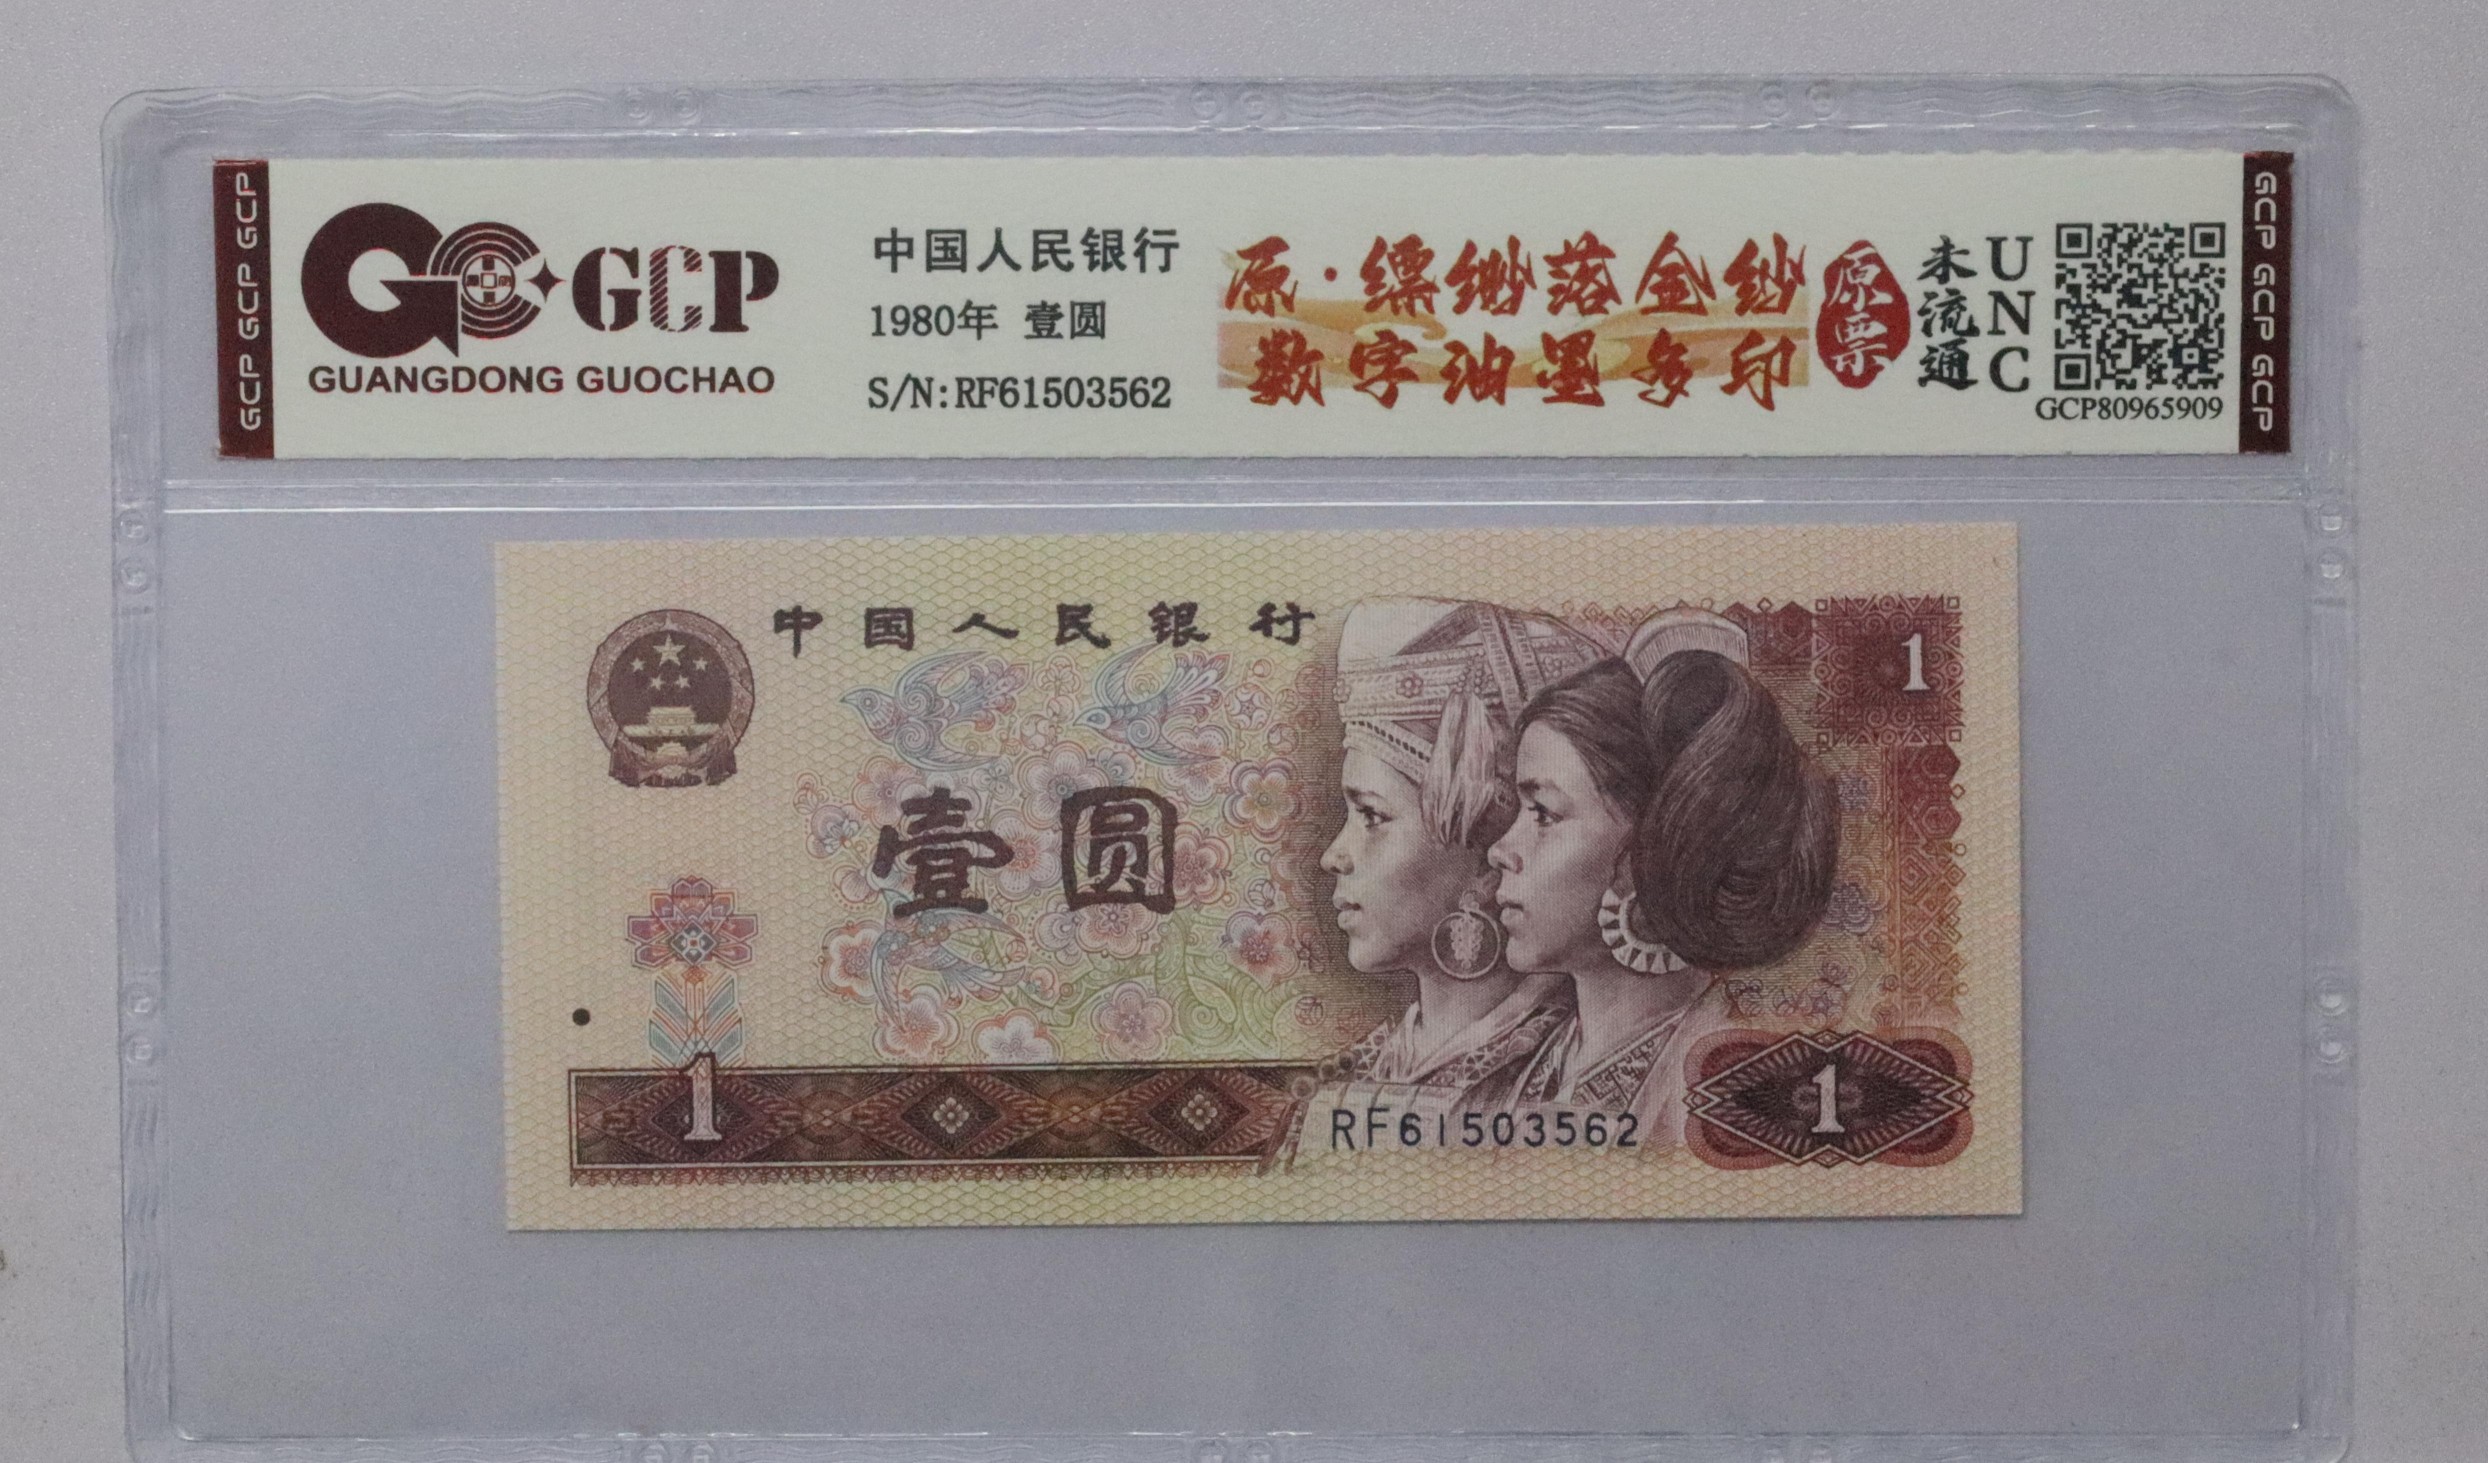 GCP GCP GCP
GCP
GUANGDONG GUOCHAO
中国人民银行
1980年 壹圆
S/N:RF61503562
原·缥缈落金纱
数字油墨多印
原票
未流通
UNC
GCP80965909
GCP GCP GCP
中国人民银行
1
壹圆
1
RF61503562
1